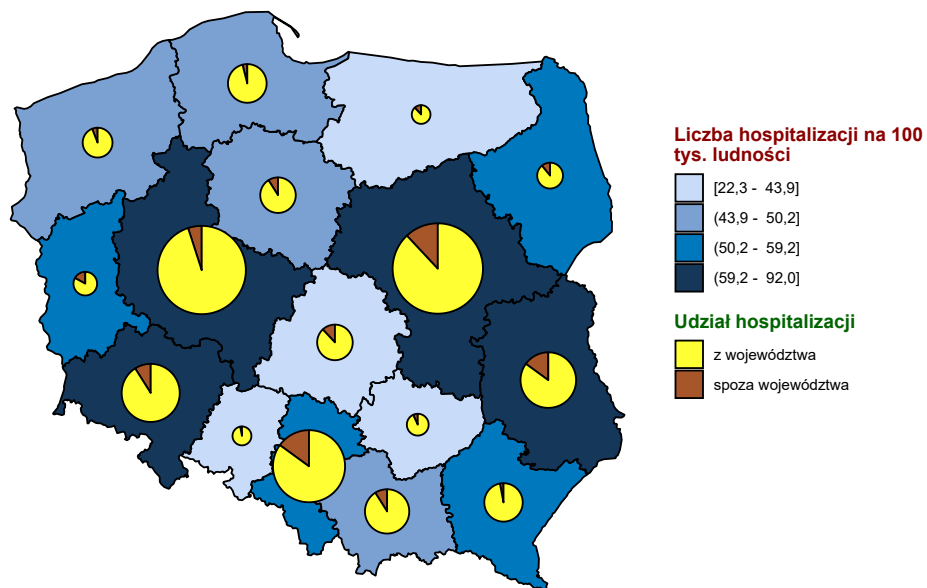 Liczba hospitalizacji na 100
tys. ludności
[22,3 - 43,9]
(43,9 - 50,2]
(50,2 - 59,2]
(59,2 - 92,0]
Udział hospitalizacji
z województwa
spoza województwa